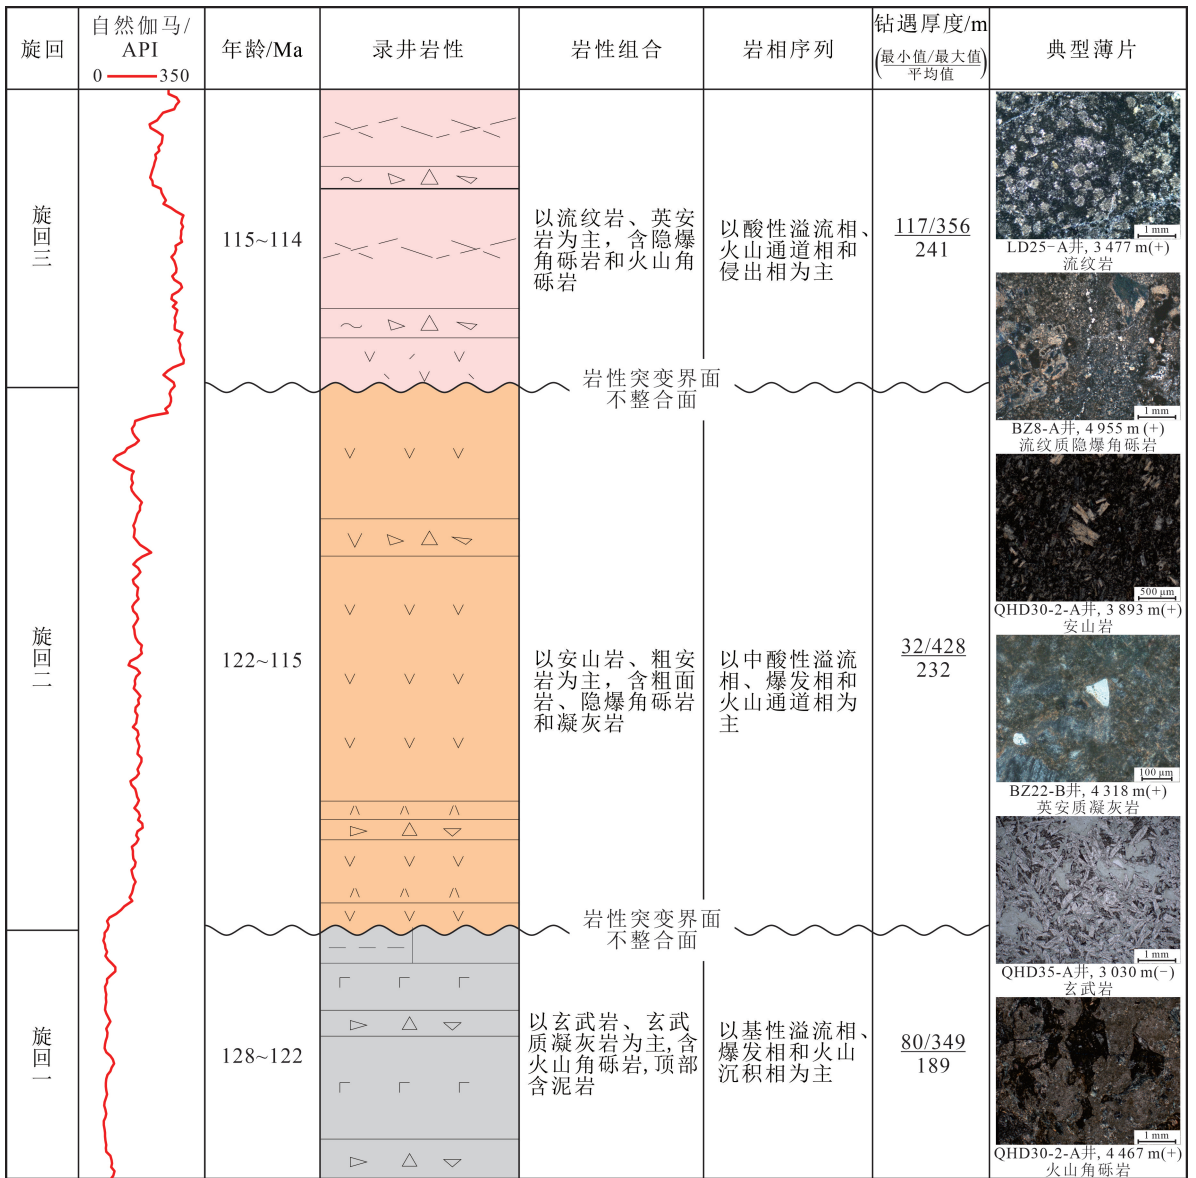 旋回
自然伽马/
API
0 350
年龄/Ma
录井岩性
岩性组合
岩相序列
钻遇厚度/m
(最小值/最大值
平均值)
典型薄片
旋回三
115~114
以流纹岩、英安
岩为主，含隐爆
角砾岩和火山角
砾岩
以酸性溢流相、
火山通道相和
侵出相为主
117/356
241
1 mm
LD25-A井, 3 477 m(+)
流纹岩
1 mm
BZ8-A井, 4 955 m (+)
流纹质隐爆角砾岩
岩性突变界面
不整合面
旋回二
122~115
以安山岩、粗安
岩为主，含粗面
岩、隐爆角砾岩
和凝灰岩
以中酸性溢流
相、爆发相和
火山通道相为
主
32/428
232
500 μm
QHD30-2-A井, 3 893 m(+)
安山岩
100 μm
BZ22-B井, 4 318 m(+)
英安质凝灰岩
岩性突变界面
不整合面
旋回一
128~122
以玄武岩、玄武
质凝灰岩为主,含
火山角砾岩,顶部
含泥岩
以基性溢流相、
爆发相和火山
沉积相为主
80/349
189
1 mm
QHD35-A井, 3 030 m(-)
玄武岩
1 mm
QHD30-2-A井, 4 467 m(+)
火山角砾岩